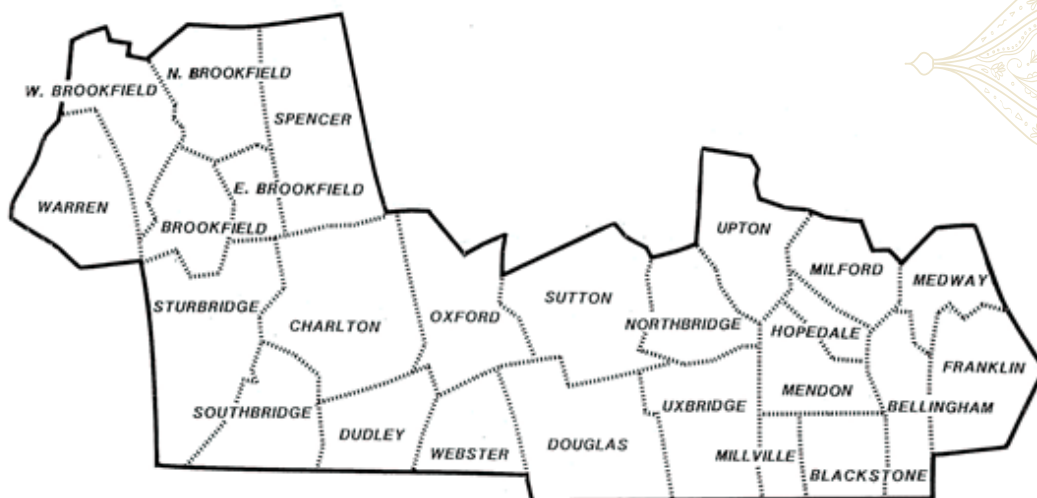 N. BROOKFIELD
W. BROOKFIELD
SPENCER
E. BROOKFIELD
WARREN
BROOKFIELD
UPTON
MILFORD
MEDWAY
STURBRIDGE
SUTTON
CHARLTON
OXFORD
NORTHBRIDGE
HOPEDALE
FRANKLIN
MENDON
SOUTHBRIDGE
UXBRIDGE
BELLINGHAM
DUDLEY
DOUGLAS
WEBSTER
MILLVILLE
BLACKSTONE